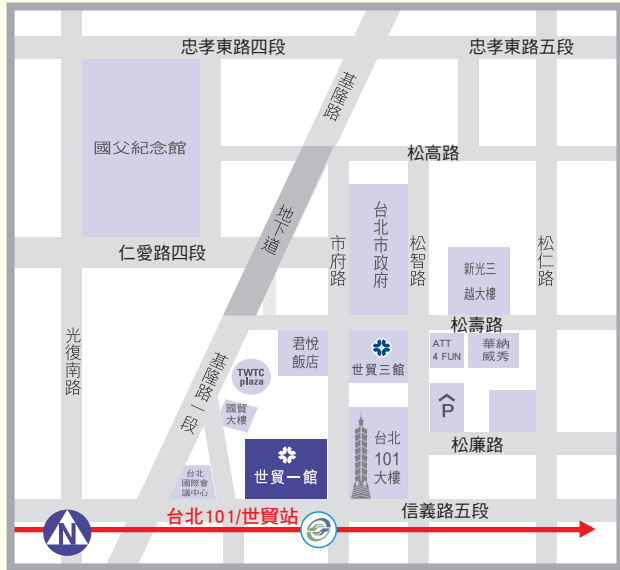 忠孝東路四段
忠孝東路五段
基隆路
國父紀念館
松高路
地下道
台北市政府
仁愛路四段
市府路
松智路
松仁路
新光三
越大樓
松壽路
光復南路
君悅
飯店
世貿三館
ATT
4 FUN
華納
威秀
基隆路一段
TWTC
plaza
國貿
大樓
P
台北
101
大樓
松廉路
世貿一館
台北
國際會
議中心
信義路五段
台北101/世貿站
N